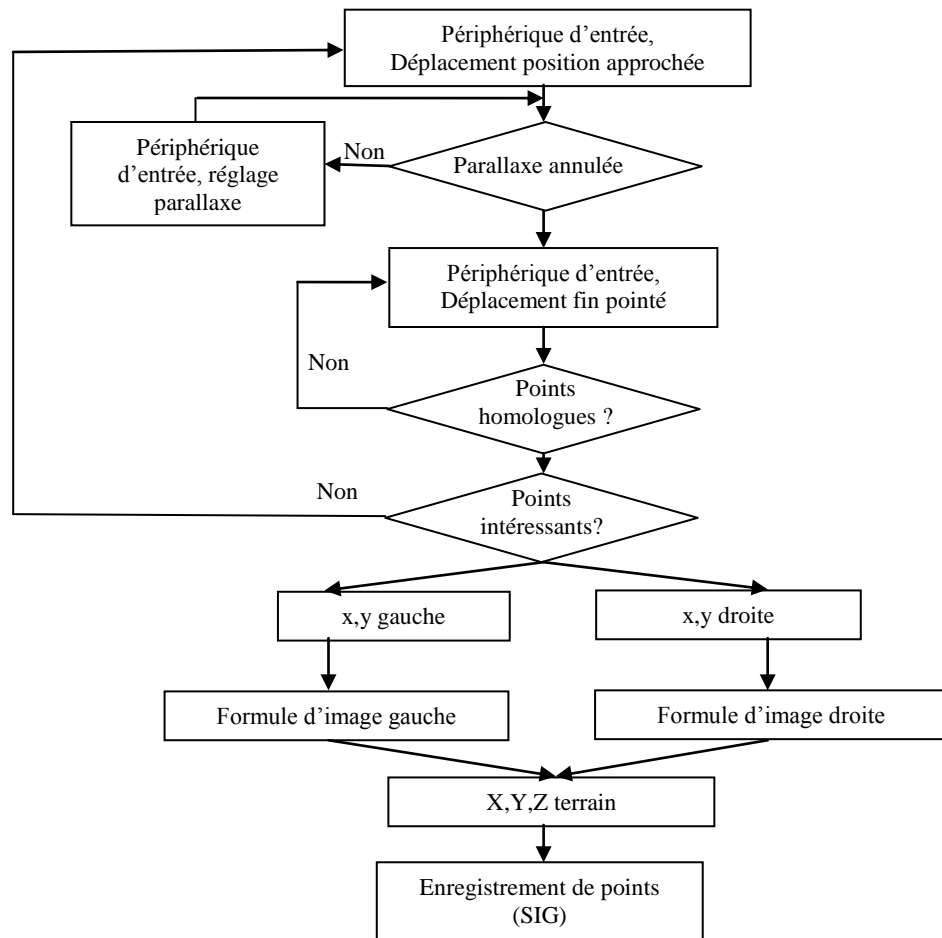 Périphérique d'entrée,
Déplacement position approchée
Périphérique
d'entrée, réglage
parallaxe
Non
Parallaxe annulée
Périphérique d'entrée,
Déplacement fin pointé
Non
Points
homologues ?
Non
Points
intéressants?
x,y gauche
x,y droite
Formule d'image gauche
Formule d'image droite
X,Y,Z terrain
Enregistrement de points
(SIG)